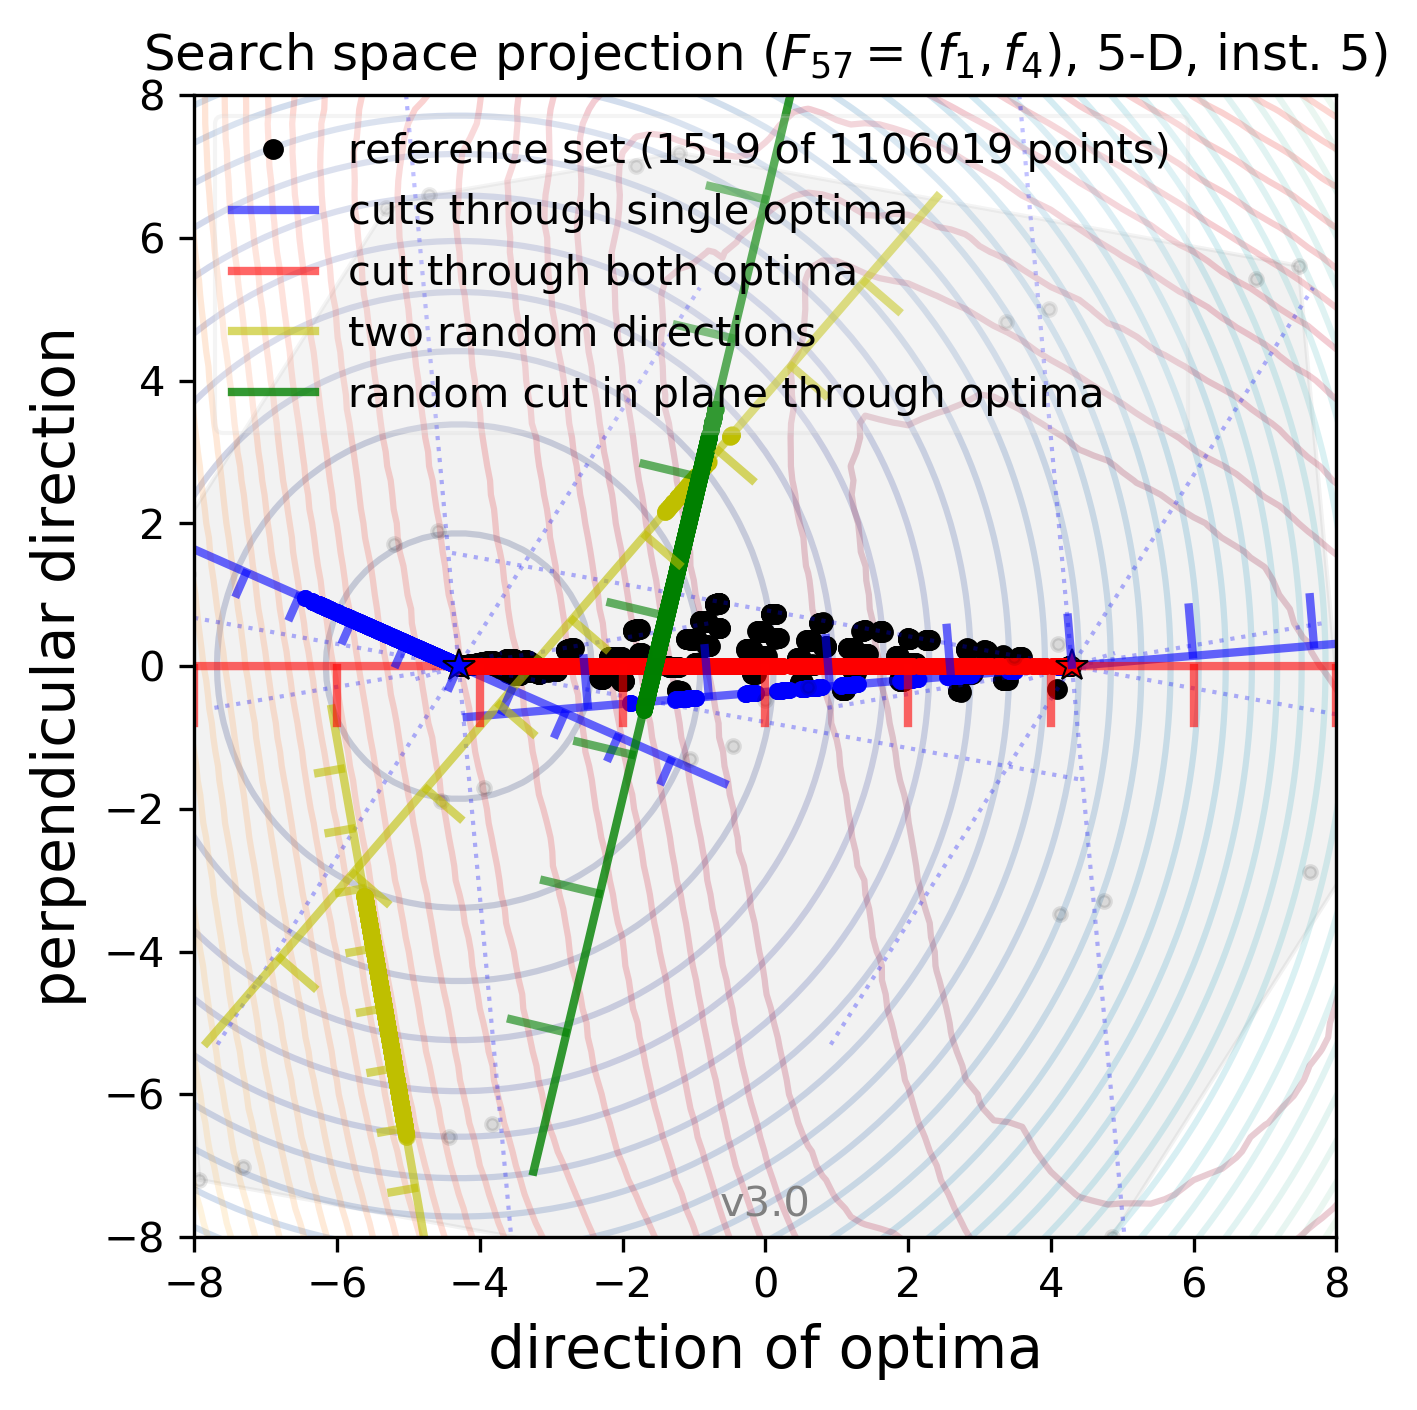 Search space projection (F₅₇ = (f₁, f₄), 5-D, inst. 5)
reference set (1519 of 1106019 points)
cuts through single optima
cut through both optima
two random directions
random cut in plane through optima
perpendicular direction
8
6
4
2
0
−2
−4
−6
−8
v3.0
−8 −6 −4 −2 0 2 4 6 8
direction of optima